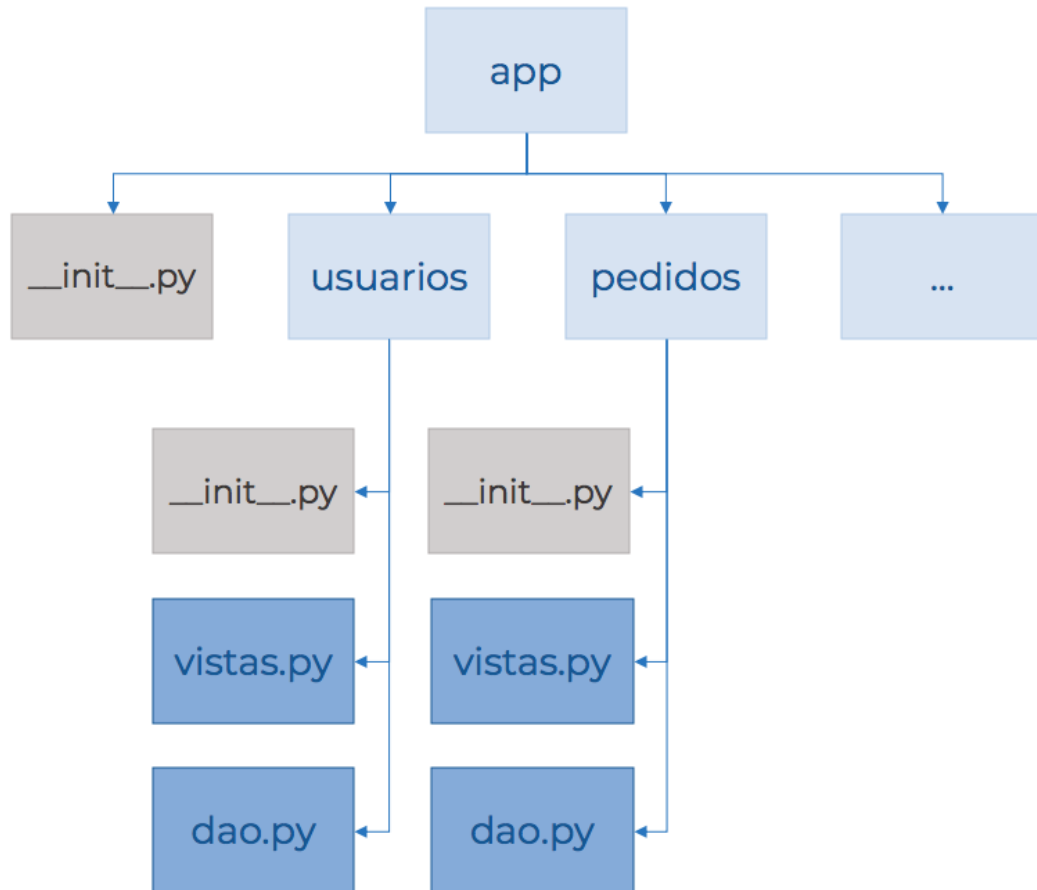 app
__init__.py
usuarios
pedidos
...
__init__.py
__init__.py
vistas.py
vistas.py
dao.py
dao.py